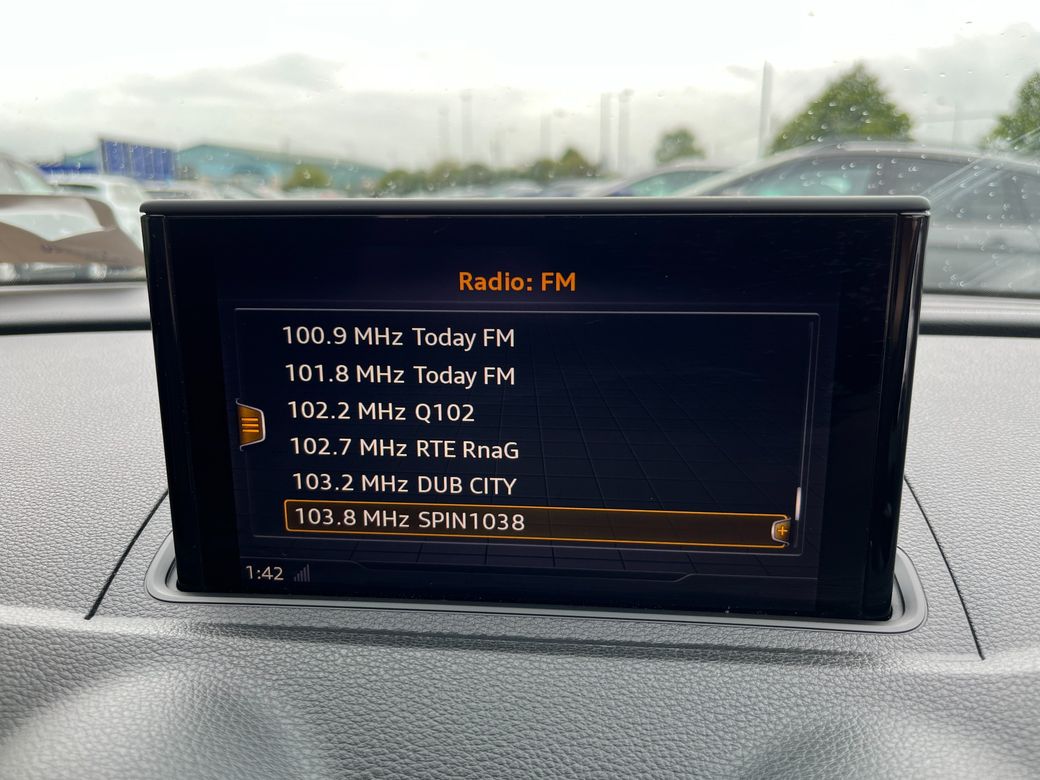 Radio: FM
100.9 MHz Today FM
101.8 MHz Today FM
102.2 MHz Q102
102.7 MHz RTE RnaG
103.2 MHz DUB CITY
103.8 MHz SPIN1038
1:42